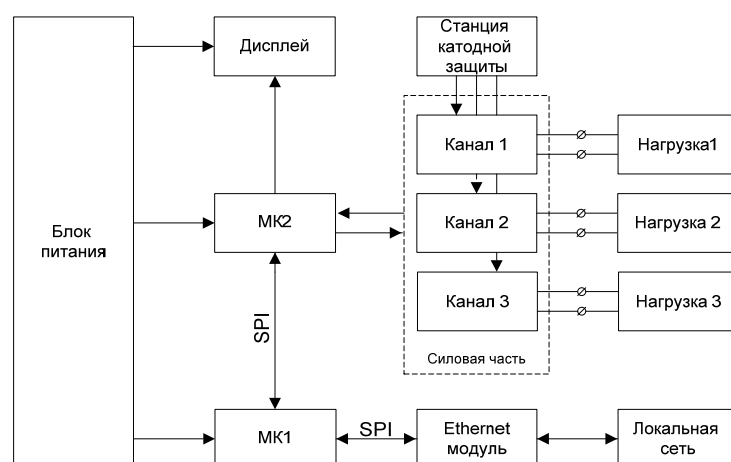 Дисплей
Станция
катодной
защиты
Канал 1
Нагрузка1
Блок
питания
МК2
Канал 2
Нагрузка 2
Канал 3
Нагрузка 3
SPI
Силовая часть
МК1
SPI
Ethernet
модуль
Локальная
сеть